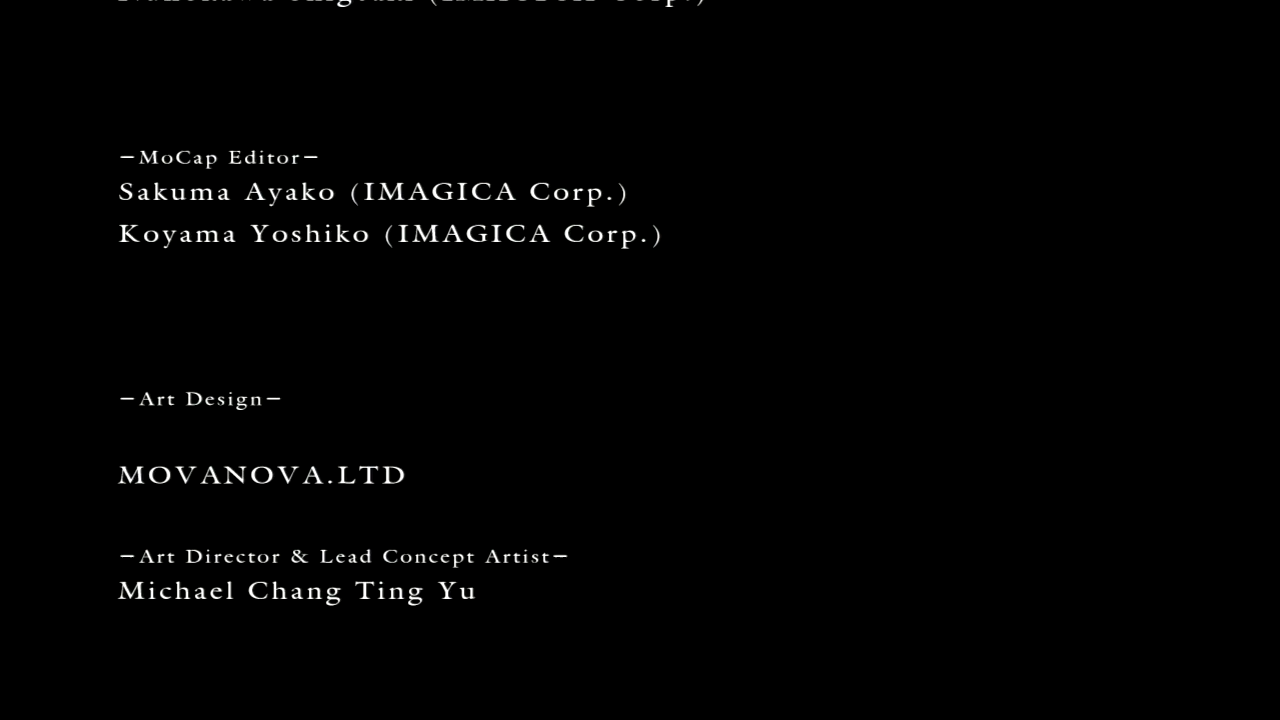 −MoCap Editor−
Sakuma Ayako (IMAGICA Corp.)
Koyama Yoshiko (IMAGICA Corp.)
−Art Design−
MOVANOVA.LTD
−Art Director & Lead Concept Artist−
Michael Chang Ting Yu